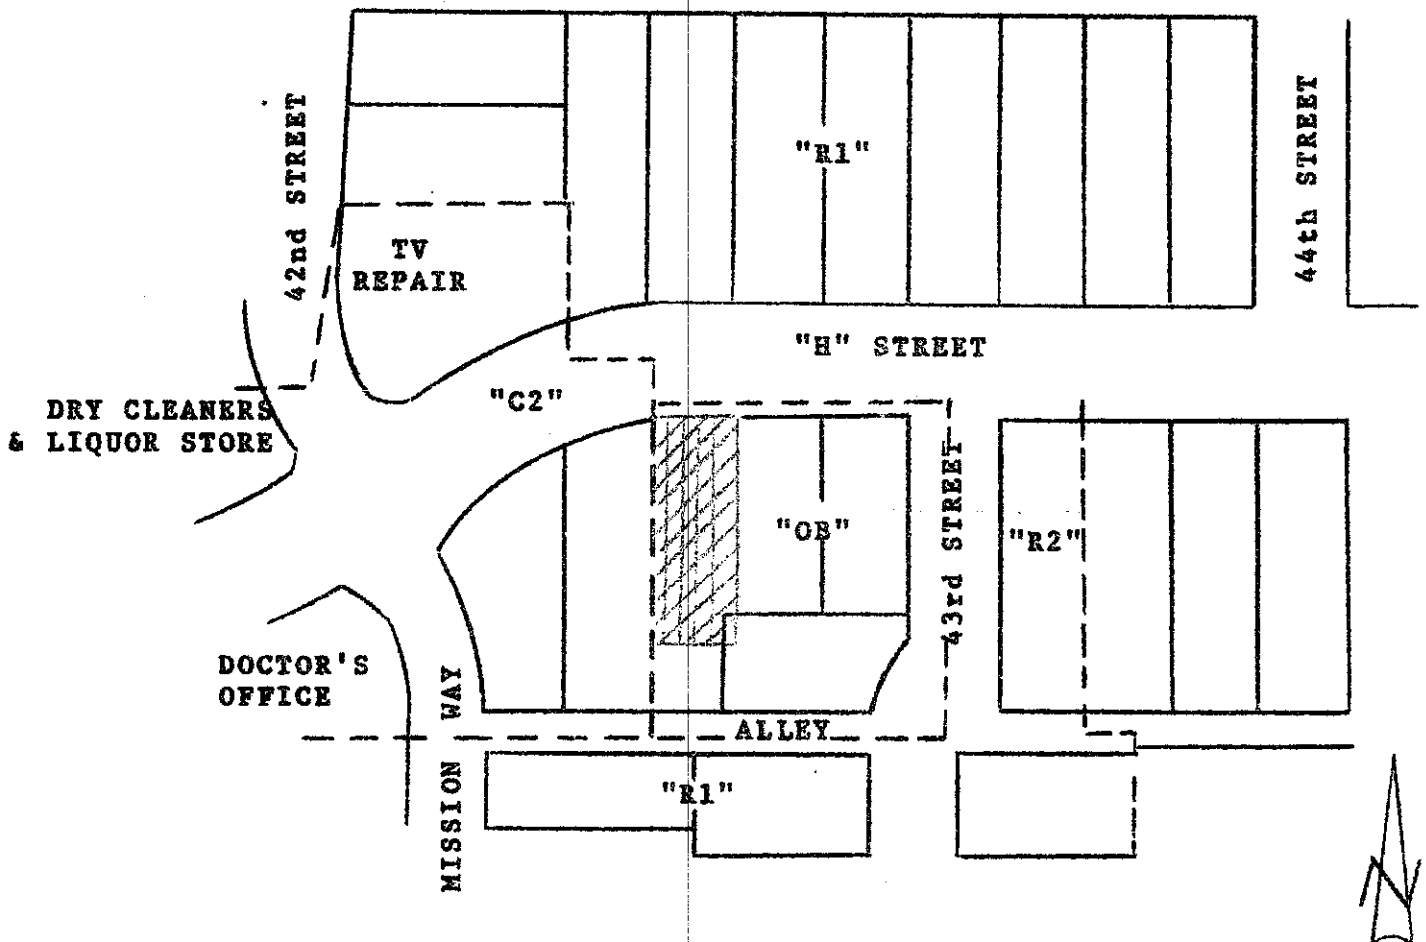 42nd STREET
"R1"
44th STREET
TV
REPAIR
"H" STREET
"C2"
DRY CLEANERS
& LIQUOR STORE
"OB"
43rd STREET
"R2"
DOCTOR'S
OFFICE
MISSION WAY
ALLEY
"R1"
N